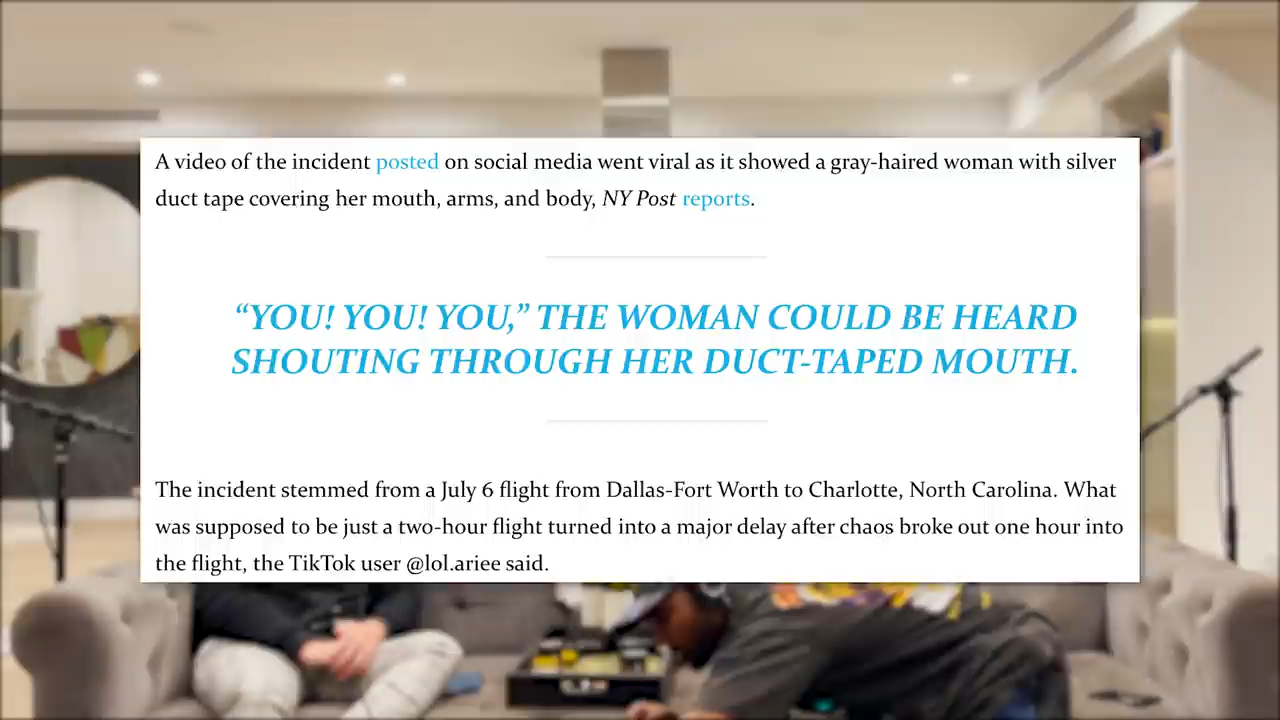 A video of the incident posted on social media went viral as it showed a gray-haired woman with silver
duct tape covering her mouth, arms, and body, NY Post reports.
“YOU! YOU! YOU,” THE WOMAN COULD BE HEARD
SHOUTING THROUGH HER DUCT-TAPED MOUTH.
The incident stemmed from a July 6 flight from Dallas-Fort Worth to Charlotte, North Carolina. What
was supposed to be just a two-hour flight turned into a major delay after chaos broke out one hour into
the flight, the TikTok user @lol.ariee said.